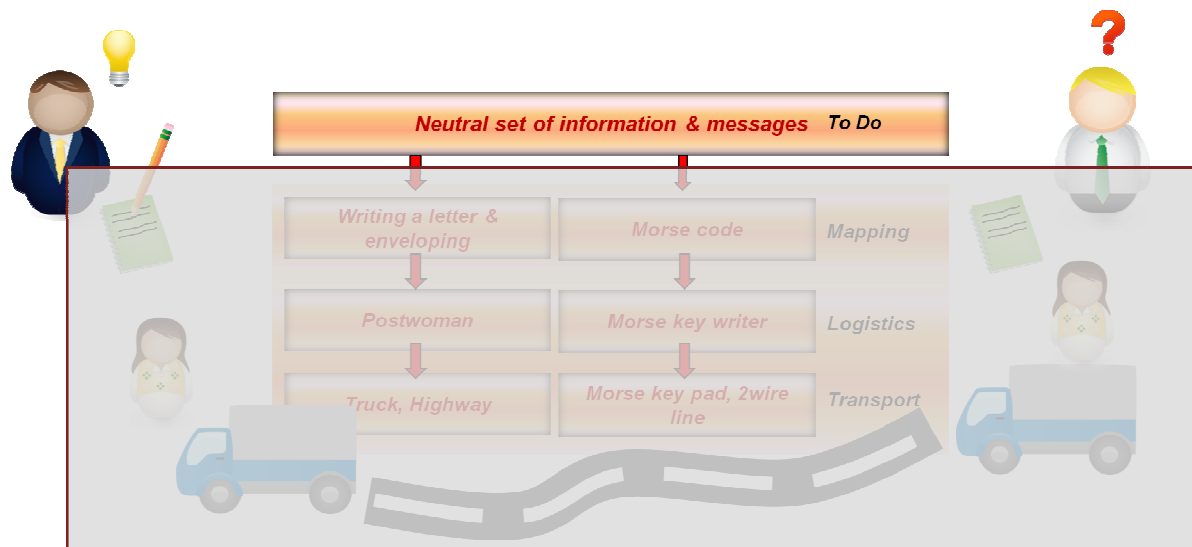 ?
Neutral set of information & messages To Do
Writing a letter &
enveloping
Morse code
Mapping
Postwoman
Morse key writer
Logistics
Truck, Highway
Morse key pad, 2wire
line
Transport